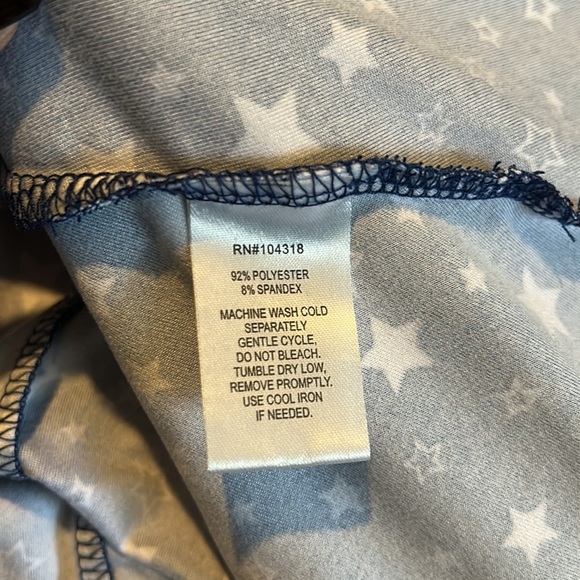 RN#104318
92% POLYESTER
8% SPANDEX
MACHINE WASH COLD
SEPARATELY
GENTLE CYCLE,
DO NOT BLEACH.
TUMBLE DRY LOW,
REMOVE PROMPTLY.
USE COOL IRON
IF NEEDED.